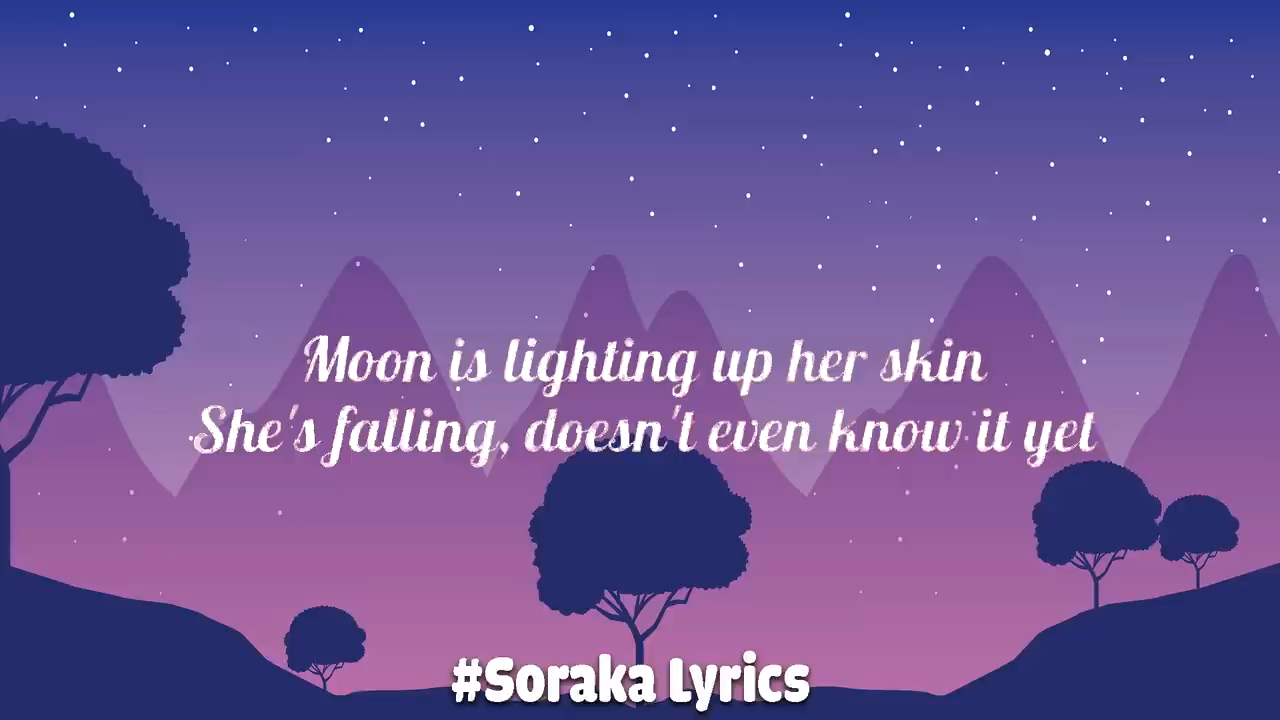 Moon is lighting up her skin
She's falling, doesn't even know it yet
#Soraka Lyrics